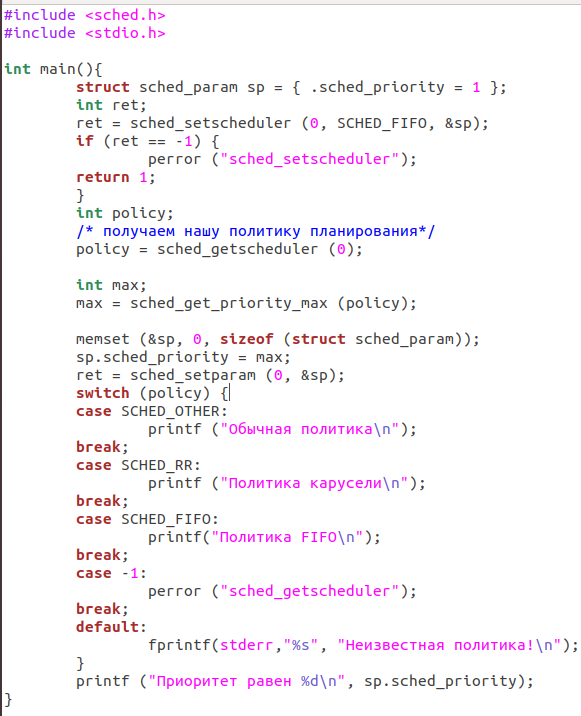 #include <sched.h>
#include <stdio.h>

int main(){
        struct sched_param sp = { .sched_priority = 1 };
        int ret;
        ret = sched_setscheduler (0, SCHED_FIFO, &sp);
        if (ret == -1) {
                perror ("sched_setscheduler");
        return 1;
        }
        int policy;
        /* получаем нашу политику планирования*/
        policy = sched_getscheduler (0);

        int max;
        max = sched_get_priority_max (policy);

        memset (&sp, 0, sizeof (struct sched_param));
        sp.sched_priority = max;
        ret = sched_setparam (0, &sp);
        switch (policy) {
        case SCHED_OTHER:
                printf ("Обычная политика\n");
        break;
        case SCHED_RR:
                printf ("Политика карусели\n");
        break;
        case SCHED_FIFO:
                printf("Политика FIFO\n");
        break;
        case -1:
                perror ("sched_getscheduler");
        break;
        default:
                fprintf(stderr,"%s", "Неизвестная политика!\n");
        }
        printf ("Приоритет равен %d\n", sp.sched_priority);
}